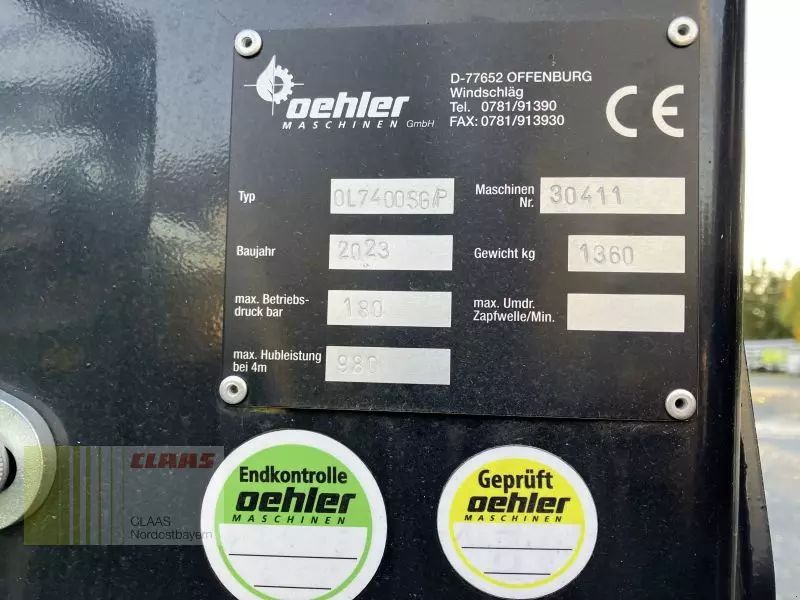 oehler
MASCHINEN GmbH
D-77652 OFFENBURG
Windschläg
Tel. 0781/91390
FAX: 0781/913930
CE
Typ OL7400SG/P
Maschinen Nr. 30411
Baujahr 2023
Gewicht kg 1360
max. Betriebs-
druck bar 180
max. Umdr.
Zapfwelle/Min.
max. Hubleistung
bei 4m 980
Endkontrolle
oehler
MASCHINEN
Geprüft
oehler
MASCHINEN
CLAAS
CLAAS
Nordostbayern